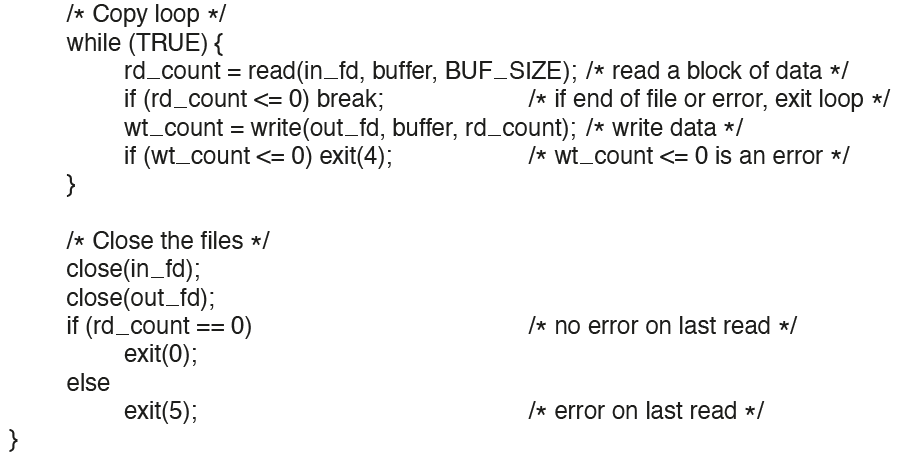 /* Copy loop */
while (TRUE) {
rd_count = read(in_fd, buffer, BUF_SIZE); /* read a block of data */
if (rd_count <= 0) break; /* if end of file or error, exit loop */
wt_count = write(out_fd, buffer, rd_count); /* write data */
if (wt_count <= 0) exit(4); /* wt_count <= 0 is an error */
}
/* Close the files */
close(in_fd);
close(out_fd);
if (rd_count == 0) /* no error on last read */
exit(0);
else
exit(5); /* error on last read */
}